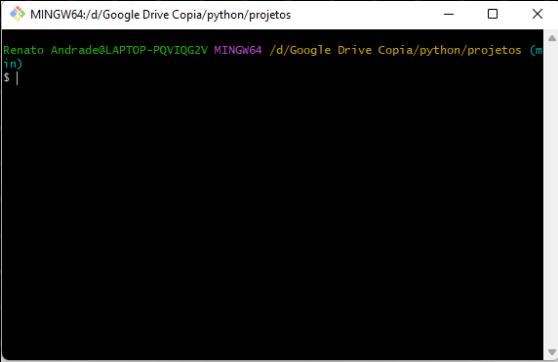 MINGW64:/d/Google Drive Copia/python/projetos
Renato Andrade@LAPTOP-PQVIQG2V MINGW64 /d/Google Drive Copia/python/projetos (m
in)
$